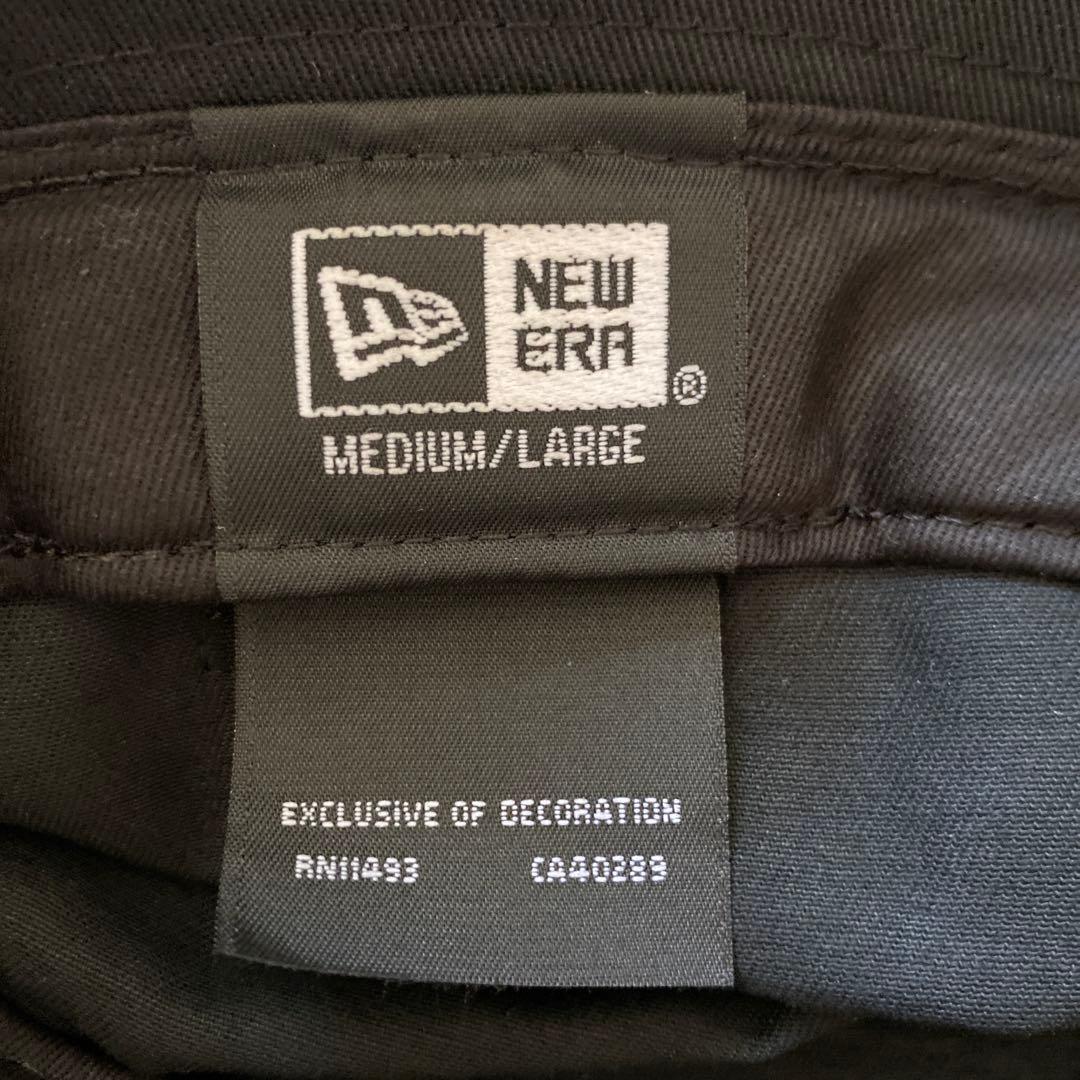 NEW
ERA
®
MEDIUM/LARGE
EXCLUSIVE OF DECORATION
RN11493 CA40289